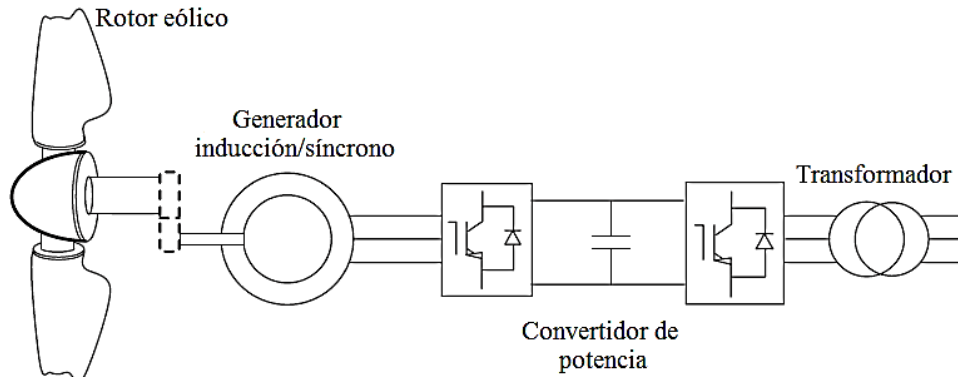 Rotor eólico
Generador
inducción/síncrono
Transformador
Convertidor de
potencia